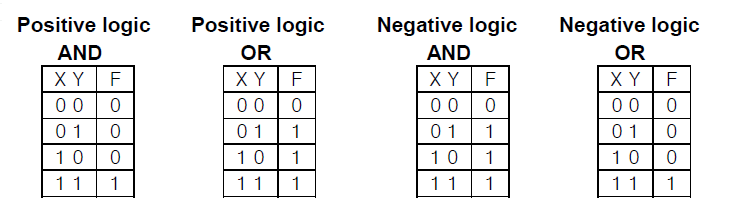 Positive logic Positive logic Negative logic Negative logic
AND OR AND OR
X Y F X Y F X Y F X Y F
0 0 0 0 0 0 0 0 0 0 0 0
0 1 0 0 1 1 0 1 1 0 1 0
1 0 0 1 0 1 1 0 1 1 0 0
1 1 1 1 1 1 1 1 1 1 1 1